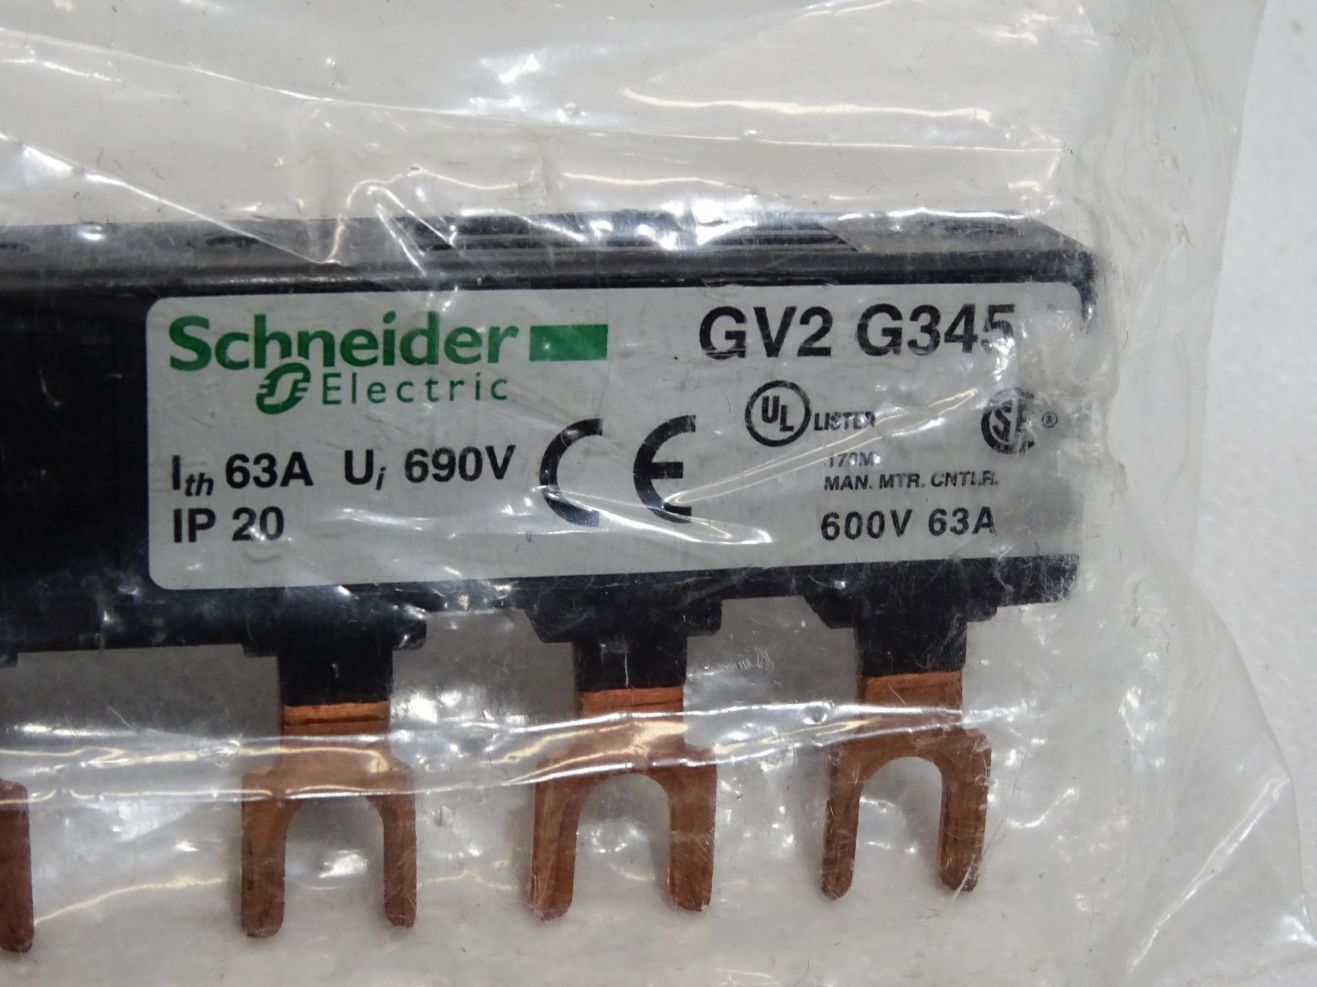 Schneider
Electric
GV2 G345
UL LISTED
Ith 63A Ui 690V CE
170M
MAN. MTR. CNTLR.
IP 20
600V 63A